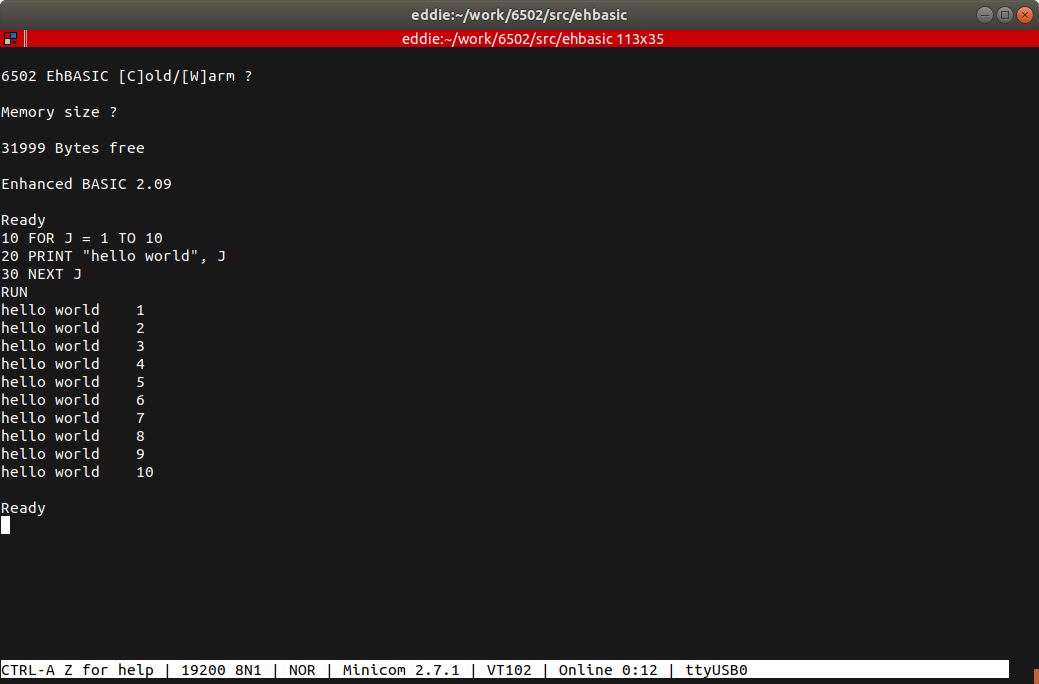 eddie:~/work/6502/src/ehbasic
eddie:~/work/6502/src/ehbasic 113x35
6502 EhBASIC [C]old/[W]arm ?
Memory size ?
31999 Bytes free
Enhanced BASIC 2.09
Ready
10 FOR J = 1 TO 10
20 PRINT "hello world", J
30 NEXT J
RUN
hello world    1
hello world    2
hello world    3
hello world    4
hello world    5
hello world    6
hello world    7
hello world    8
hello world    9
hello world    10
Ready
CTRL-A Z for help | 19200 8N1 | NOR | Minicom 2.7.1 | VT102 | Online 0:12 | ttyUSB0